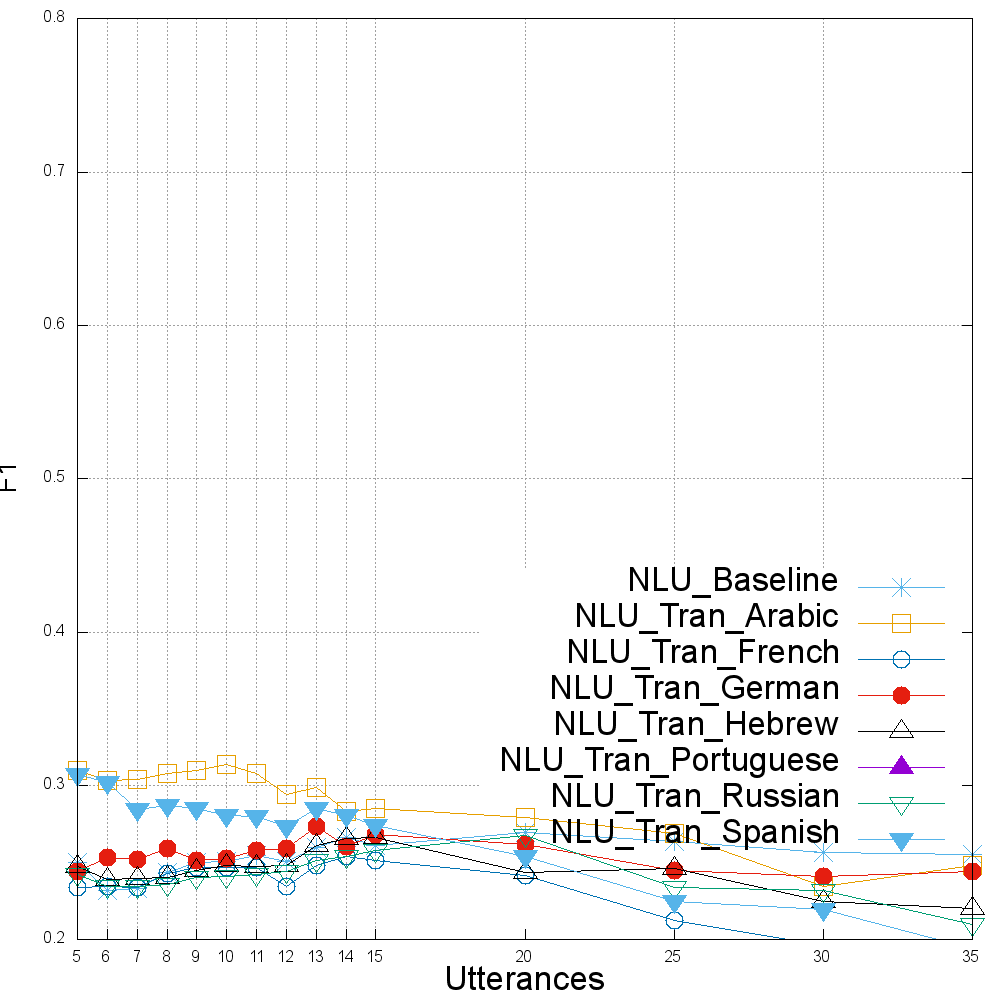 0.8
0.7
0.6
0.5
0.4
0.3
0.2
F1
NLU_Baseline
NLU_Tran_Arabic
NLU_Tran_French
NLU_Tran_German
NLU_Tran_Hebrew
NLU_Tran_Portuguese
NLU_Tran_Russian
NLU_Tran_Spanish
5 6 7 8 9 10 11 12 13 14 15 20 25 30 35
Utterances